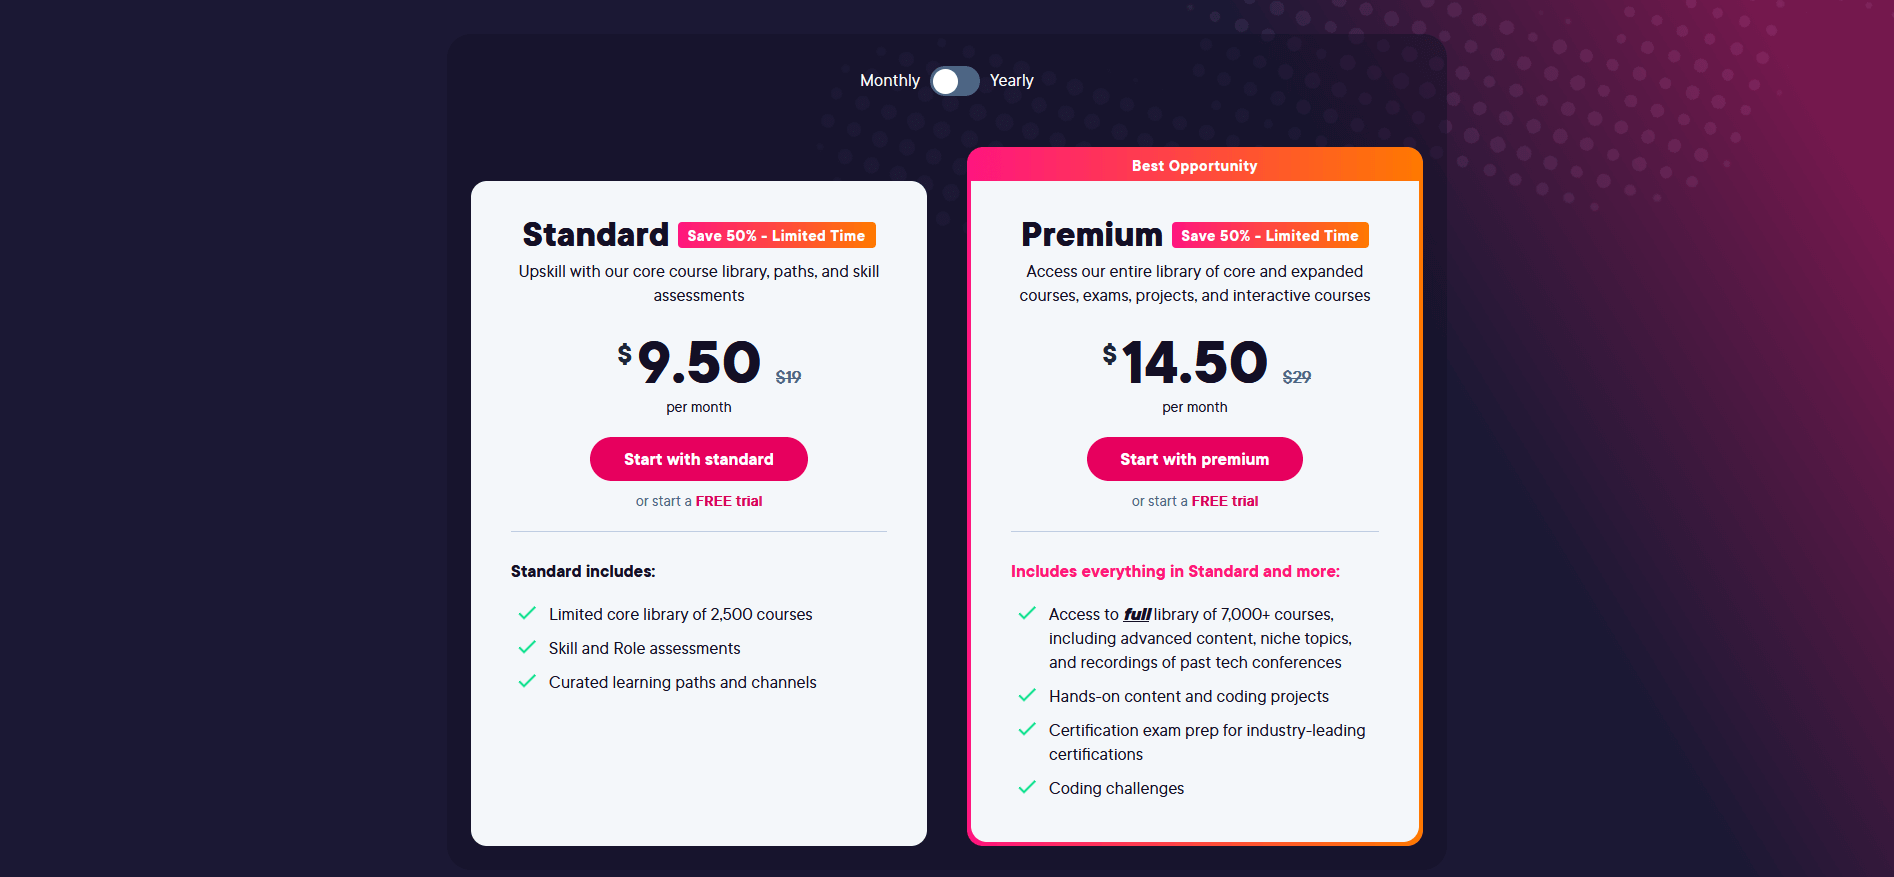 Monthly Yearly
Standard Save 50% - Limited Time
Upskill with our core course library, paths, and skill
assessments
$9.50 $19
per month
Start with standard
or start a FREE trial
Standard includes:
Limited core library of 2,500 courses
Skill and Role assessments
Curated learning paths and channels
Best Opportunity
Premium Save 50% - Limited Time
Access our entire library of core and expanded
courses, exams, projects, and interactive courses
$14.50 $29
per month
Start with premium
or start a FREE trial
Includes everything in Standard and more:
Access to full library of 7,000+ courses,
including advanced content, niche topics,
and recordings of past tech conferences
Hands-on content and coding projects
Certification exam prep for industry-leading
certifications
Coding challenges